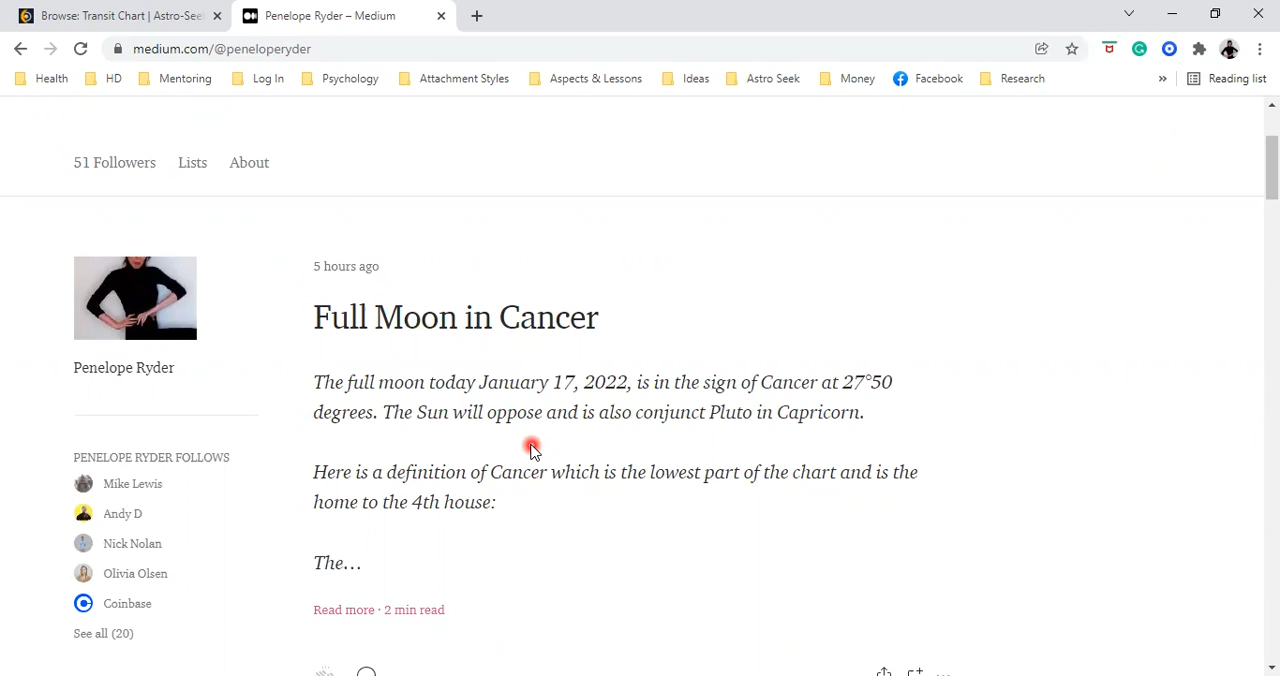 Browse: Transit Chart | Astro-See
Penelope Ryder – Medium
medium.com/@peneloperyder
Health
HD
Mentoring
Log In
Psychology
Attachment Styles
Aspects & Lessons
Ideas
Astro Seek
Money
Facebook
Research
»
Reading list
51 Followers
Lists
About
5 hours ago
Full Moon in Cancer
The full moon today January 17, 2022, is in the sign of Cancer at 27°50
degrees. The Sun will oppose and is also conjunct Pluto in Capricorn.
Here is a definition of Cancer which is the lowest part of the chart and is the
home to the 4th house:
The…
Read more · 2 min read
Penelope Ryder
PENELOPE RYDER FOLLOWS
Mike Lewis
Andy D
Nick Nolan
Olivia Olsen
Coinbase
See all (20)